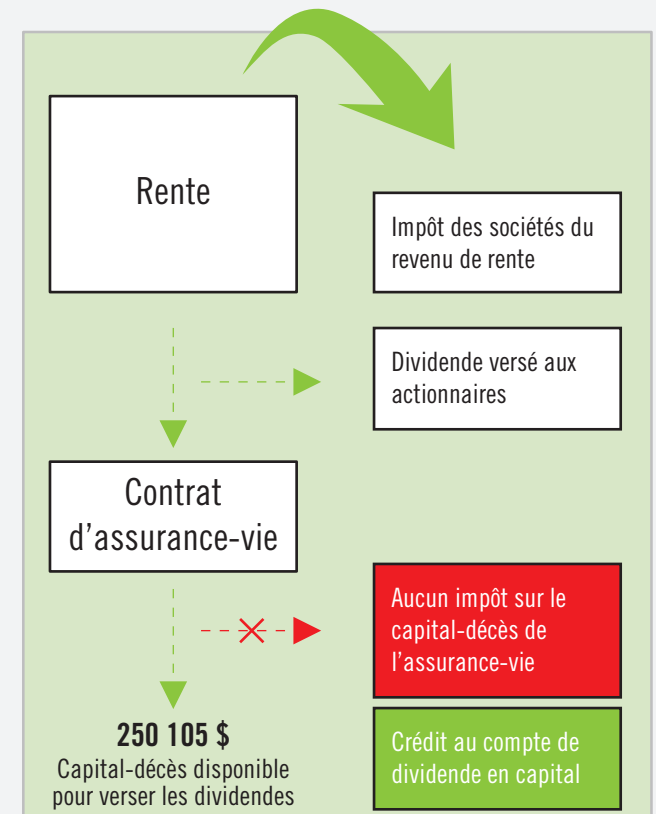 Rente
Impôt des sociétés du
revenu de rente
Dividende versé aux
actionnaires
Contrat
d’assurance-vie
Aucun impôt sur le
capital-décès de
l’assurance-vie
250 105 $
Capital-décès disponible
pour verser les dividendes
Crédit au compte de
dividende en capital